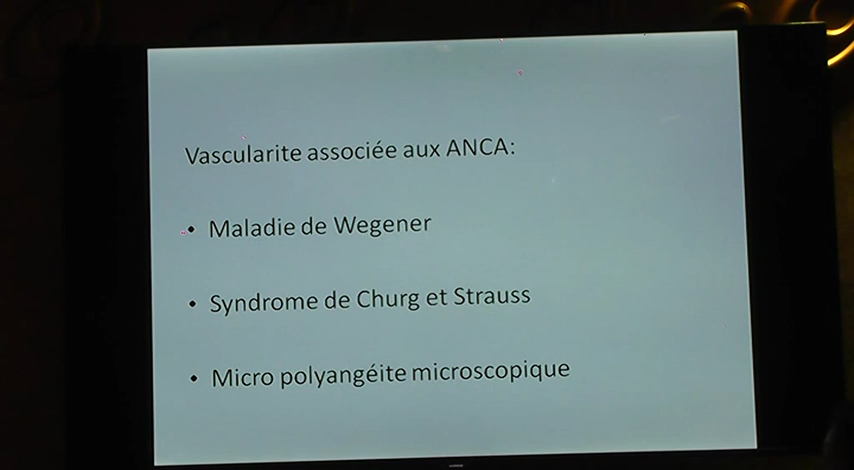 Vascularite associée aux ANCA:
• Maladie de Wegener
• Syndrome de Churg et Strauss
• Micro polyangéite microscopique